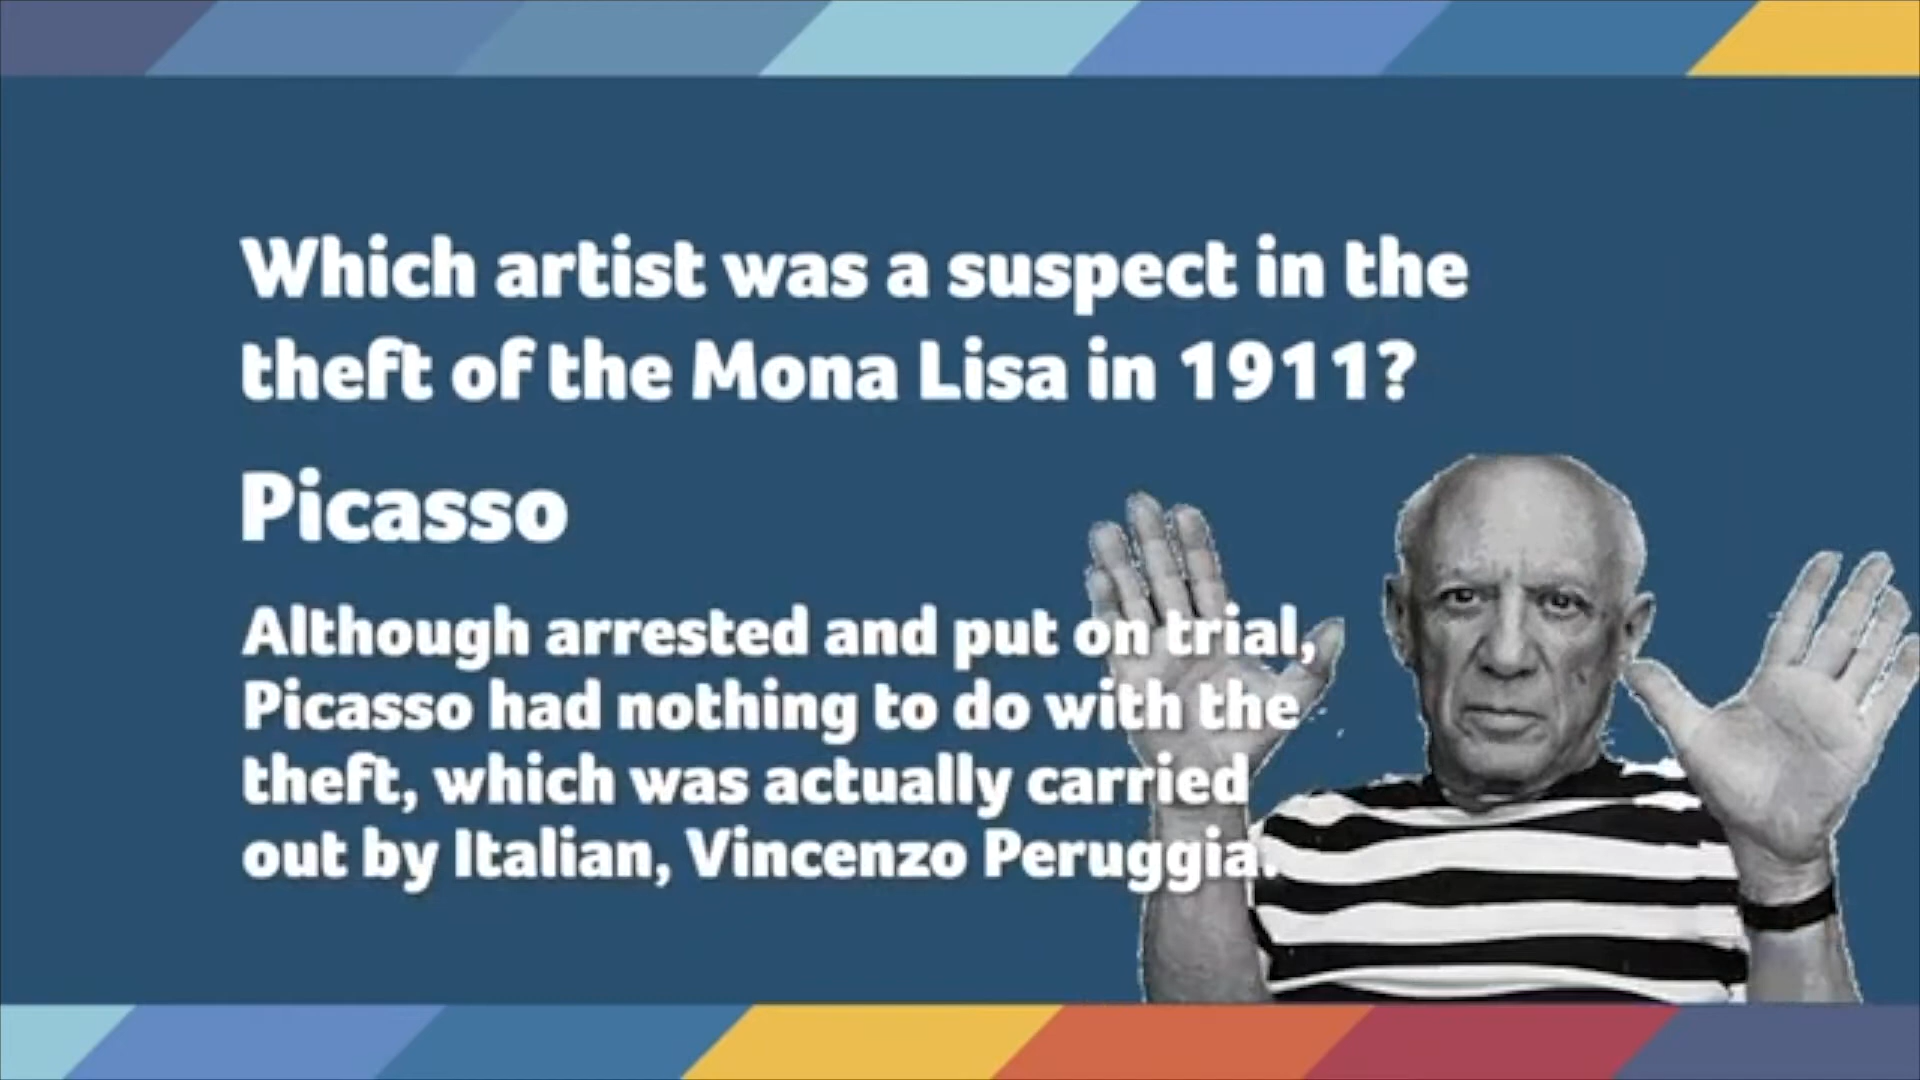 Which artist was a suspect in the
theft of the Mona Lisa in 1911?
Picasso
Although arrested and put on trial,
Picasso had nothing to do with the
theft, which was actually carried
out by Italian, Vincenzo Peruggia.